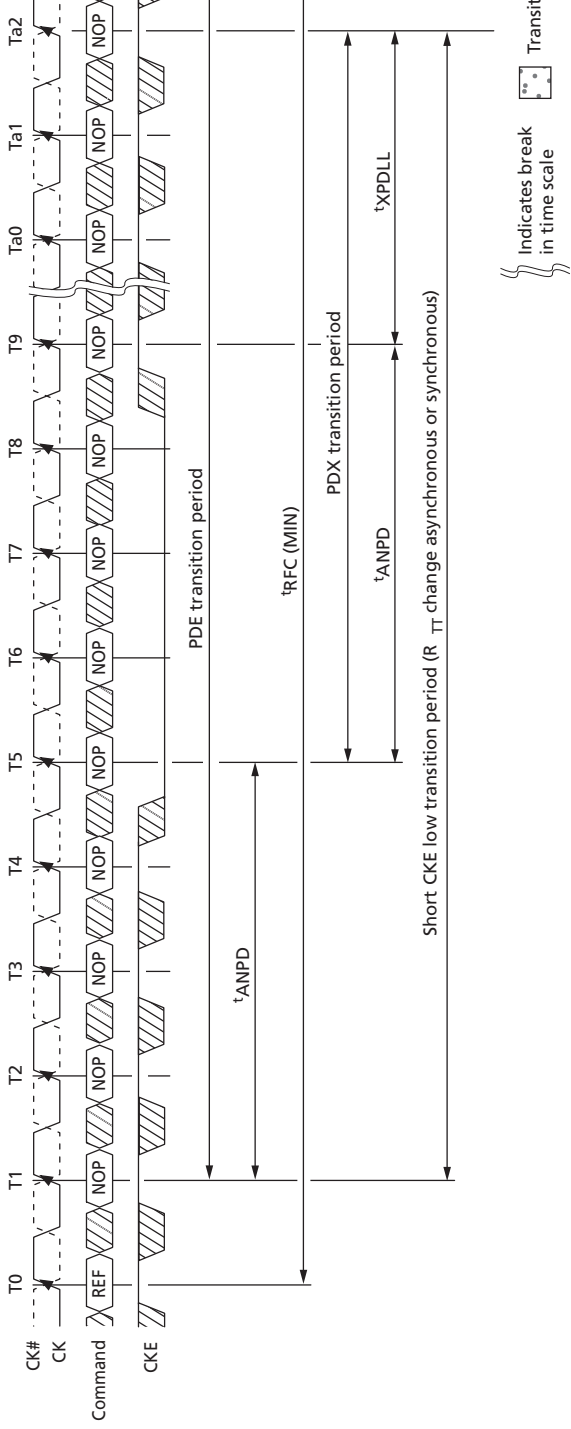 T0 T1 T2 T3 T4 T5 T6 T7 T8 T9 Ta0 Ta1 Ta2
CK#
CK
Command REF NOP NOP NOP NOP NOP NOP NOP NOP NOP NOP NOP NOP
CKE
PDE transition period
tANPD
tRFC (MIN)
PDX transition period
tANPD tXPDLL
Short CKE low transition period (R TT change asynchronous or synchronous)
Indicates break
in time scale